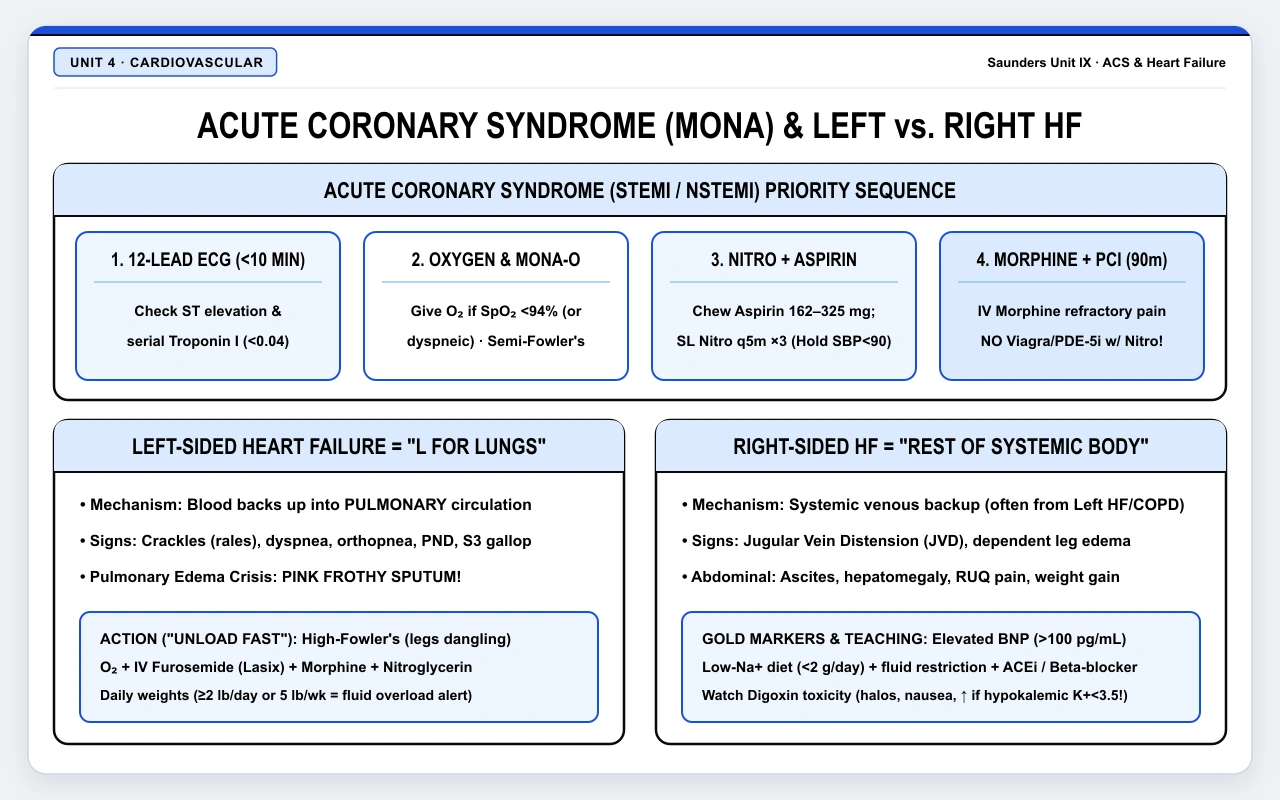 UNIT 4 · CARDIOVASCULAR
Saunders Unit IX · ACS & Heart Failure
ACUTE CORONARY SYNDROME (MONA) & LEFT vs. RIGHT HF
ACUTE CORONARY SYNDROME (STEMI / NSTEMI) PRIORITY SEQUENCE
1. 12-LEAD ECG (<10 MIN)
Check ST elevation &
serial Troponin I (<0.04)
2. OXYGEN & MONA-O
Give O₂ if SpO₂ <94% (or
dyspneic) · Semi-Fowler's
3. NITRO + ASPIRIN
Chew Aspirin 162–325 mg;
SL Nitro q5m ×3 (Hold SBP<90)
4. MORPHINE + PCI (90m)
IV Morphine refractory pain
NO Viagra/PDE-5i w/ Nitro!
LEFT-SIDED HEART FAILURE = "L FOR LUNGS"
• Mechanism: Blood backs up into PULMONARY circulation
• Signs: Crackles (rales), dyspnea, orthopnea, PND, S3 gallop
• Pulmonary Edema Crisis: PINK FROTHY SPUTUM!
ACTION ("UNLOAD FAST"): High-Fowler's (legs dangling)
O₂ + IV Furosemide (Lasix) + Morphine + Nitroglycerin
Daily weights (≥2 lb/day or 5 lb/wk = fluid overload alert)
RIGHT-SIDED HF = "REST OF SYSTEMIC BODY"
• Mechanism: Systemic venous backup (often from Left HF/COPD)
• Signs: Jugular Vein Distension (JVD), dependent leg edema
• Abdominal: Ascites, hepatomegaly, RUQ pain, weight gain
GOLD MARKERS & TEACHING: Elevated BNP (>100 pg/mL)
Low-Na+ diet (<2 g/day) + fluid restriction + ACEi / Beta-blocker
Watch Digoxin toxicity (halos, nausea, ↑ if hypokalemic K+<3.5!)